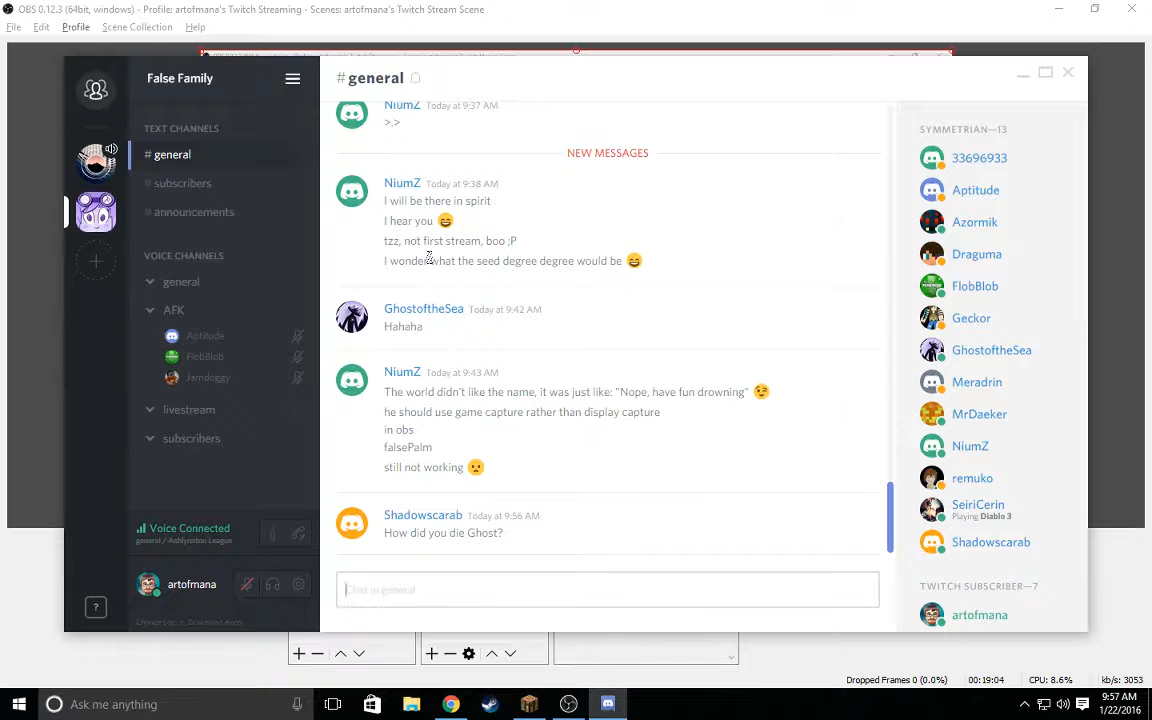 OBS 0.12.3 (64bit, windows) - Profile: artofmana's Twitch Streaming - Scenes: artofmana's Twitch Stream Scene
File Edit Profile Scene Collection Help
False Family
TEXT CHANNELS
# general
# subscribers
# announcements
VOICE CHANNELS
general
AFK
Aptitude
FlobBlob
Jamdoggy
livestream
subscribers
Voice Connected
general / Ashlynston League
artofmana
Change Log • Download Apps
?
# general
NiumZ Today at 9:37 AM
>.>
NEW MESSAGES
NiumZ Today at 9:38 AM
I will be there in spirit
I hear you 😄
tzz, not first stream, boo ;P
I wonder what the seed degree degree would be 😄
GhostoftheSea Today at 9:42 AM
Hahaha
NiumZ Today at 9:43 AM
The world didn't like the name, it was just like: "Nope, have fun drowning" 😉
he should use game capture rather than display capture
in obs
falsePalm
still not working 😦
Shadowscarab Today at 9:56 AM
How did you die Ghost?
Chat in general
SYMMETRIAN—13
33696933
Aptitude
Azormik
Draguma
FlobBlob
Geckor
GhostoftheSea
Meradrin
MrDaeker
NiumZ
remuko
SeiriCerin
Playing Diablo 3
Shadowscarab
TWITCH SUBSCRIBER—7
artofmana
Dropped Frames 0 (0.0%) 00:19:04 CPU: 8.6% kb/s: 3053
Ask me anything
9:57 AM
1/22/2016